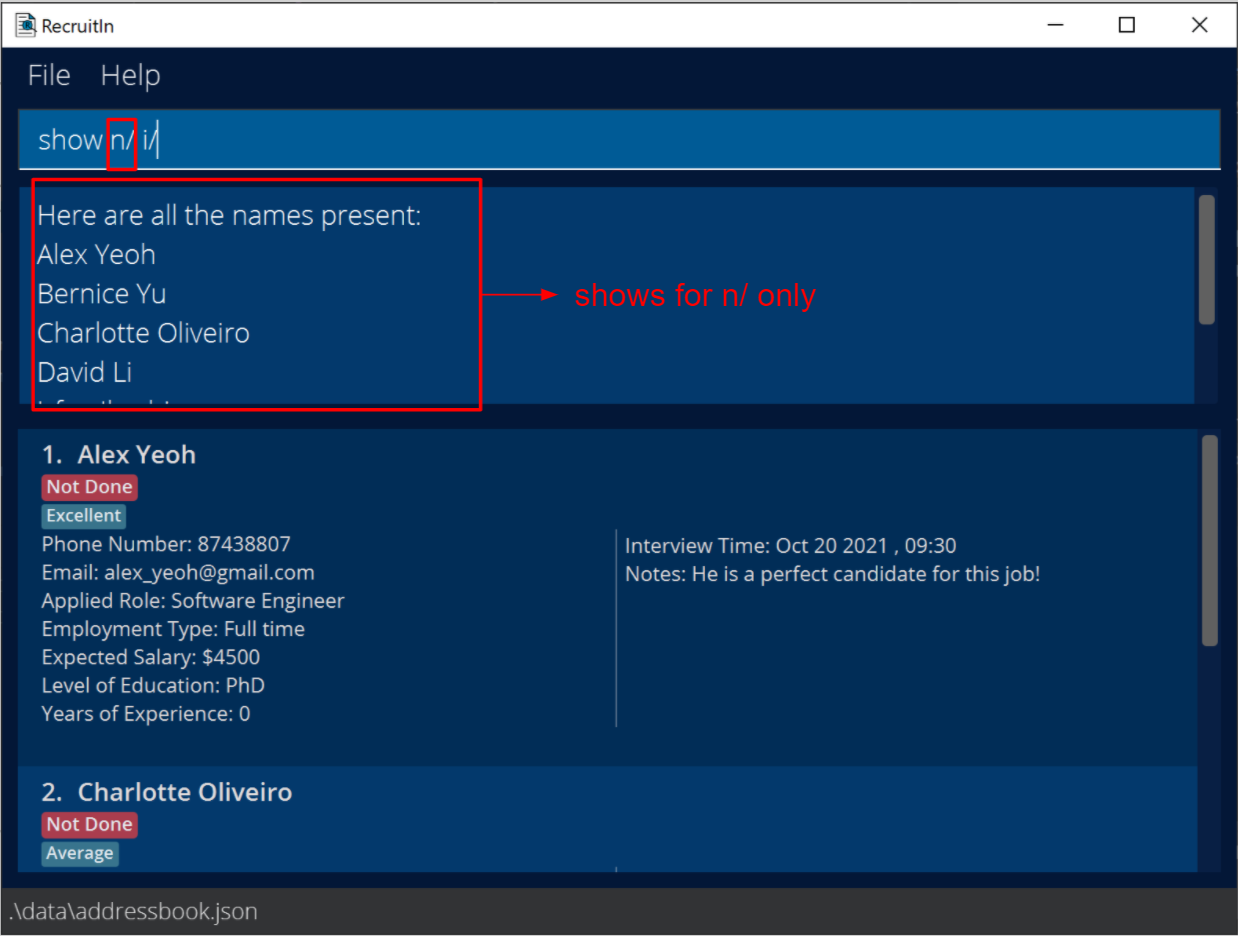 RecruitIn
File Help
show n/ i/
Here are all the names present:
Alex Yeoh
Bernice Yu
Charlotte Oliveiro
David Li
shows for n/ only
1. Alex Yeoh
Not Done
Excellent
Phone Number: 87438807
Email: alex_yeoh@gmail.com
Applied Role: Software Engineer
Employment Type: Full time
Expected Salary: $4500
Level of Education: PhD
Years of Experience: 0
Interview Time: Oct 20 2021 , 09:30
Notes: He is a perfect candidate for this job!
2. Charlotte Oliveiro
Not Done
Average
.\data\addressbook.json